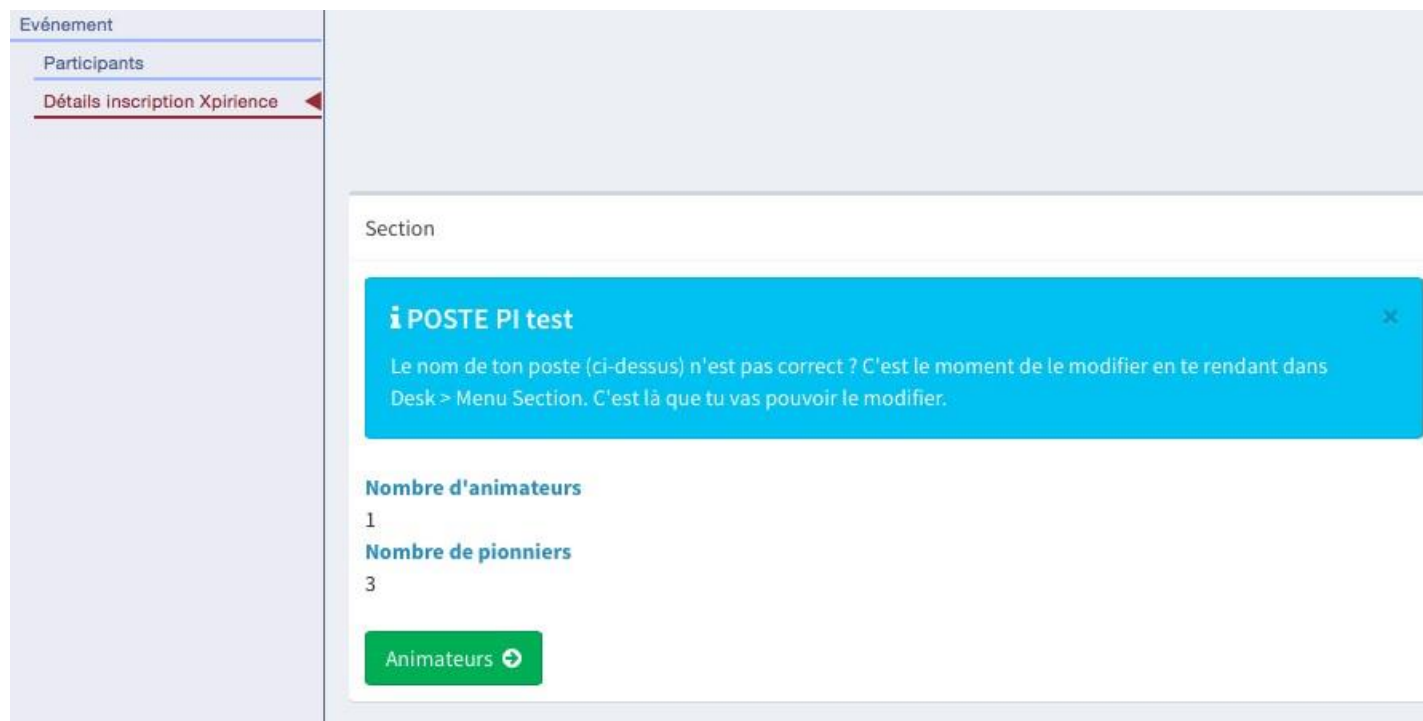 Evénement
Participants
Détails inscription Xpirience
Section
i POSTE PI test
×
Le nom de ton poste (ci-dessus) n'est pas correct ? C'est le moment de le modifier en te rendant dans
Desk > Menu Section. C'est là que tu vas pouvoir le modifier.
Nombre d'animateurs
1
Nombre de pionniers
3
Animateurs